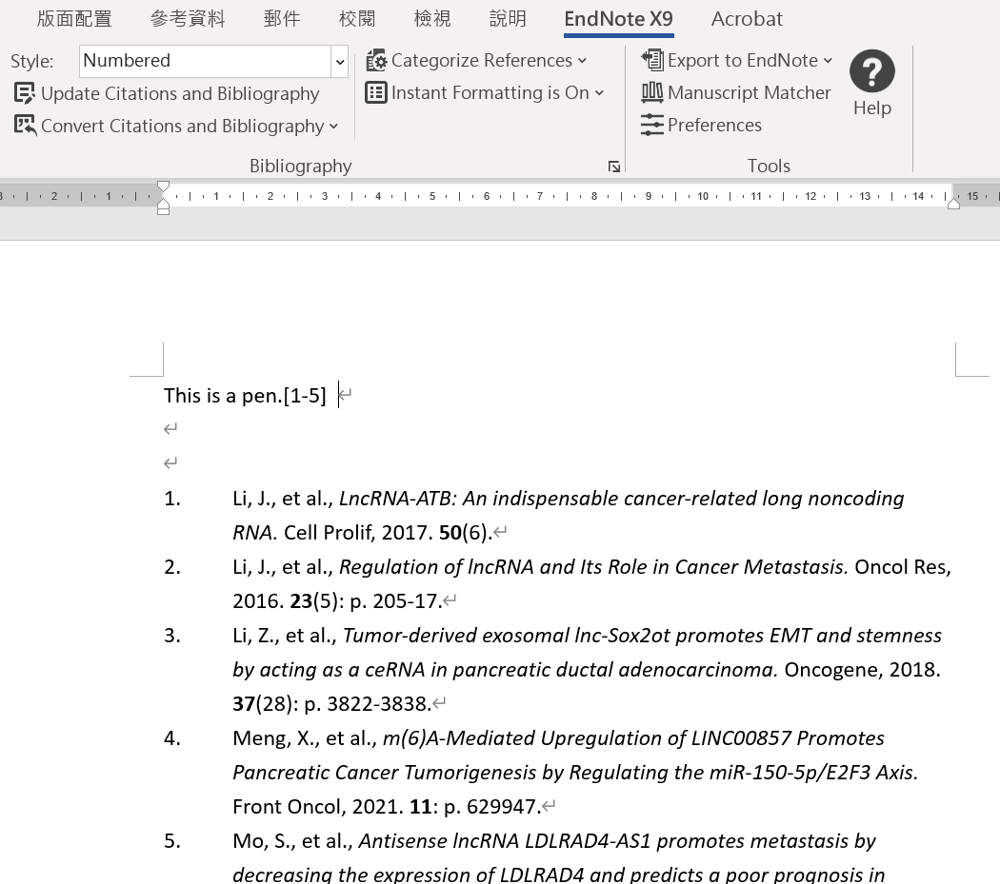 版面配置 參考資料 郵件 校閱 檢視 說明 EndNote X9 Acrobat
Style: Numbered
Update Citations and Bibliography
Convert Citations and Bibliography
Categorize References
Instant Formatting is On
Bibliography
Export to EndNote
Manuscript Matcher
Preferences
Help
Tools
3 2 1 1 2 3 4 5 6 7 8 9 10 11 12 13 14 15
This is a pen.[1-5]
1. Li, J., et al., LncRNA-ATB: An indispensable cancer-related long noncoding
RNA. Cell Prolif, 2017. 50(6).
2. Li, J., et al., Regulation of lncRNA and Its Role in Cancer Metastasis. Oncol Res,
2016. 23(5): p. 205-17.
3. Li, Z., et al., Tumor-derived exosomal lnc-Sox2ot promotes EMT and stemness
by acting as a ceRNA in pancreatic ductal adenocarcinoma. Oncogene, 2018.
37(28): p. 3822-3838.
4. Meng, X., et al., m(6)A-Mediated Upregulation of LINC00857 Promotes
Pancreatic Cancer Tumorigenesis by Regulating the miR-150-5p/E2F3 Axis.
Front Oncol, 2021. 11: p. 629947.
5. Mo, S., et al., Antisense lncRNA LDLRAD4-AS1 promotes metastasis by
decreasing the expression of LDLRAD4 and predicts a poor prognosis in